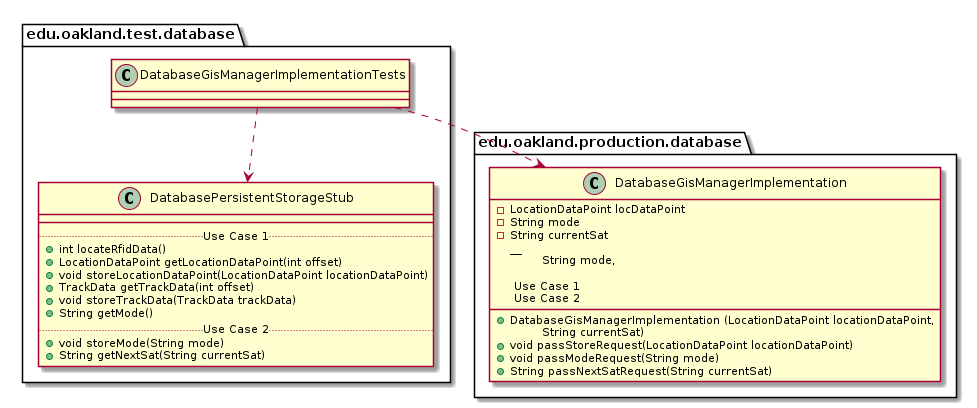 edu.oakland.test.database
C DatabaseGisManagerImplementationTests
C DatabasePersistentStorageStub
Use Case 1
int locateRfidData()
LocationDataPoint getLocationDataPoint(int offset)
void storeLocationDataPoint(LocationDataPoint locationDataPoint)
TrackData getTrackData(int offset)
void storeTrackData(TrackData trackData)
String getMode()
Use Case 2
void storeMode(String mode)
String getNextSat(String currentSat)
edu.oakland.production.database
C DatabaseGisManagerImplementation
LocationDataPoint locDataPoint
String mode
String currentSat
__
String mode,
Use Case 1
Use Case 2
DatabaseGisManagerImplementation (LocationDataPoint locationDataPoint,
String currentSat)
void passStoreRequest(LocationDataPoint locationDataPoint)
void passModeRequest(String mode)
String passNextSatRequest(String currentSat)